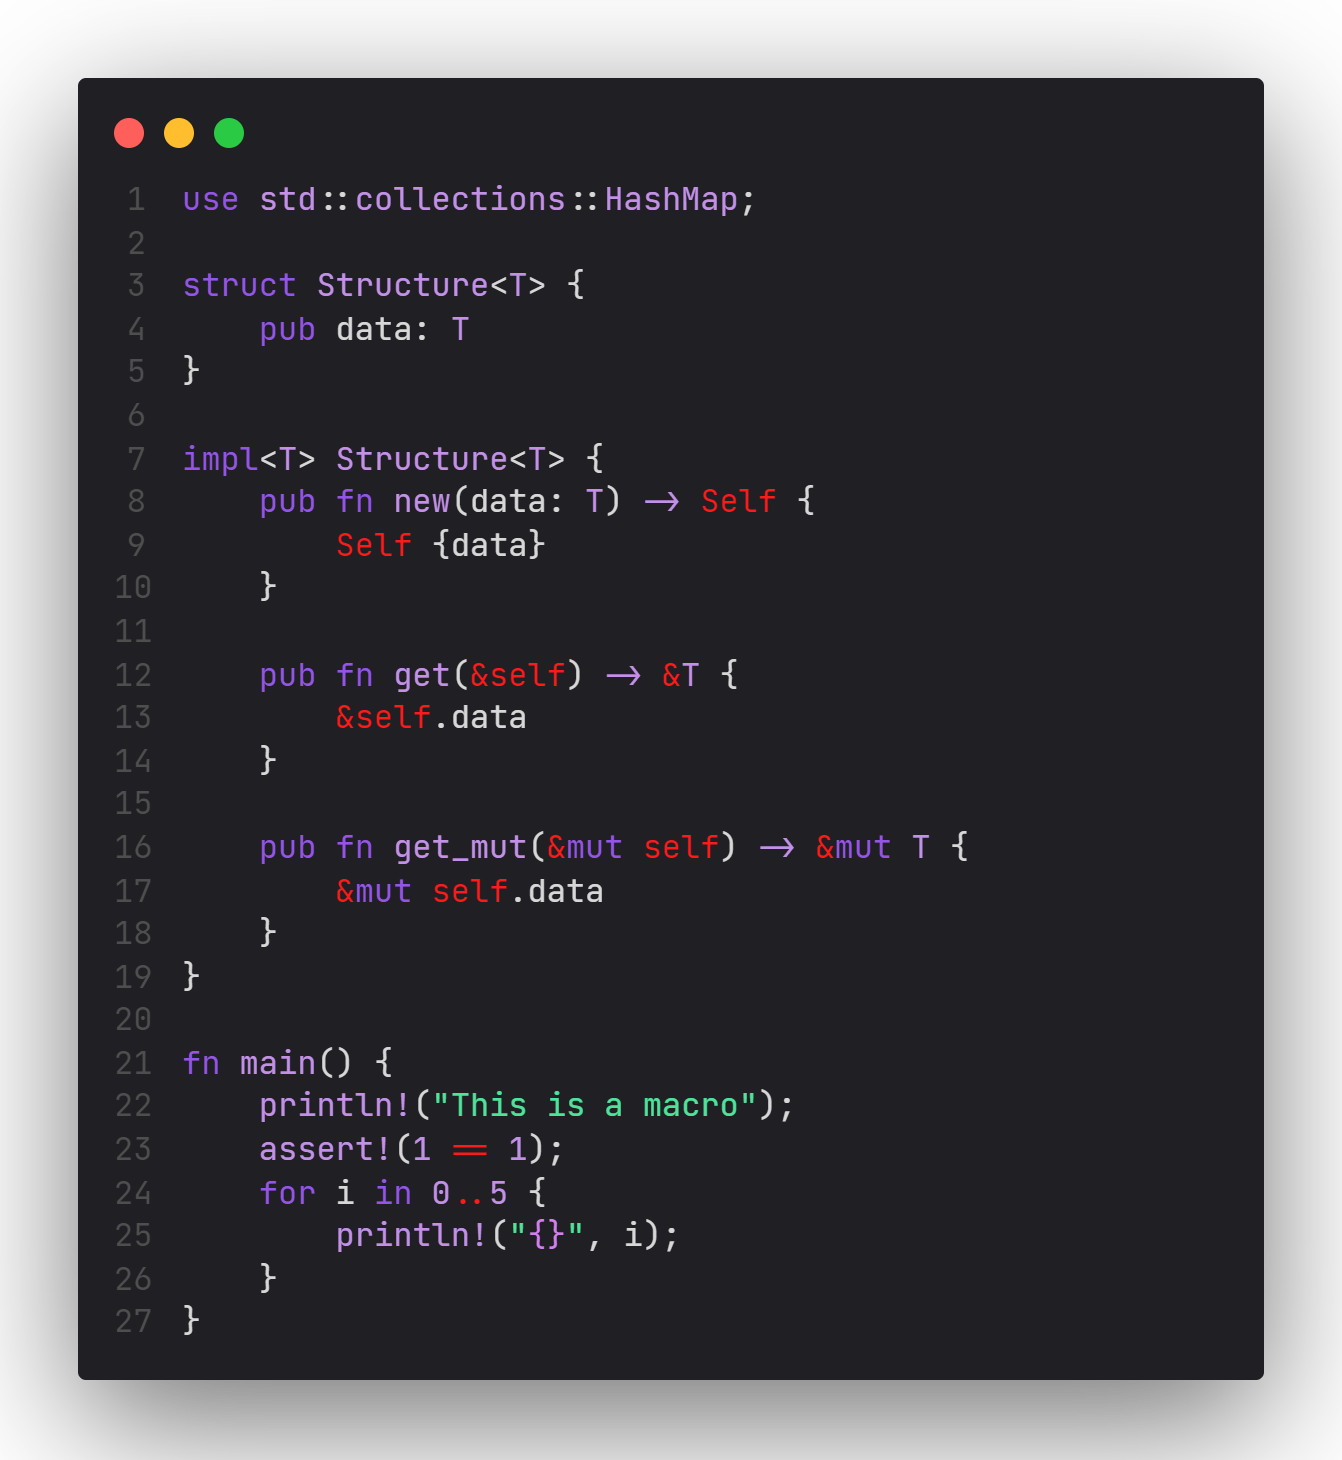 1 use std::collections::HashMap;
2
3 struct Structure<T> {
4     pub data: T
5 }
6
7 impl<T> Structure<T> {
8     pub fn new(data: T) -> Self {
9         Self {data}
10     }
11
12     pub fn get(&self) -> &T {
13         &self.data
14     }
15
16     pub fn get_mut(&mut self) -> &mut T {
17         &mut self.data
18     }
19 }
20
21 fn main() {
22     println!("This is a macro");
23     assert!(1 == 1);
24     for i in 0..5 {
25         println!("{}", i);
26     }
27 }